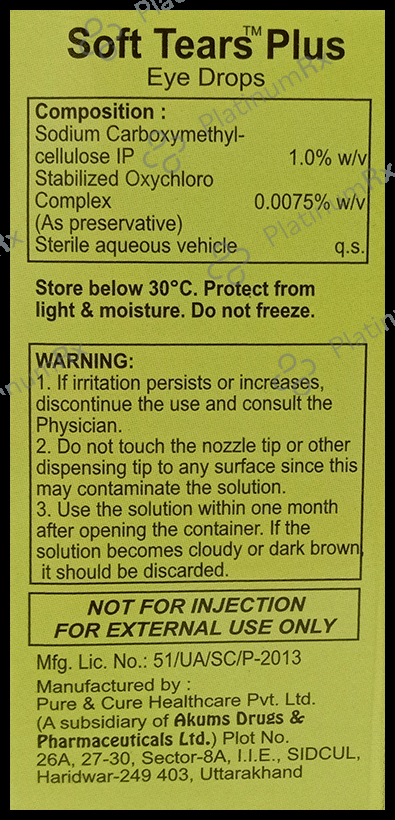 Soft Tears™ Plus
Eye Drops
Composition :
Sodium Carboxymethyl-
cellulose IP 1.0% w/v
Stabilized Oxychloro
Complex 0.0075% w/v
(As preservative)
Sterile aqueous vehicle q.s.
Store below 30°C. Protect from
light & moisture. Do not freeze.
WARNING:
1. If irritation persists or increases,
discontinue the use and consult the
Physician.
2. Do not touch the nozzle tip or other
dispensing tip to any surface since this
may contaminate the solution.
3. Use the solution within one month
after opening the container. If the
solution becomes cloudy or dark brown,
it should be discarded.
NOT FOR INJECTION
FOR EXTERNAL USE ONLY
Mfg. Lic. No.: 51/UA/SC/P-2013
Manufactured by :
Pure & Cure Healthcare Pvt. Ltd.
(A subsidiary of Akums Drugs &
Pharmaceuticals Ltd.) Plot No.
26A, 27-30, Sector-8A, I.I.E., SIDCUL,
Haridwar-249 403, Uttarakhand
PlatinumRx
PlatinumRx
PlatinumRx